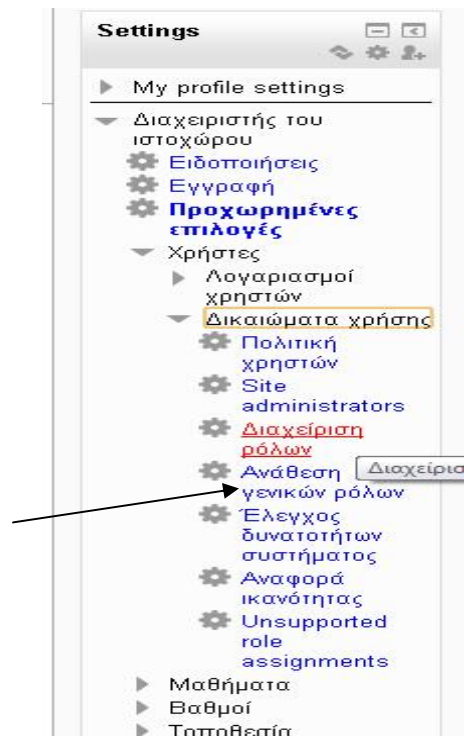 Settings
My profile settings
Διαχειριστής του
ιστοχώρου
Ειδοποιήσεις
Εγγραφή
Προχωρημένες
επιλογές
Χρήστες
Λογαριασμοί
χρηστών
Δικαιώματα χρήσης
Πολιτική
χρηστών
Site
administrators
Διαχείριση
ρόλων
Ανάθεση Διαχείρισ
γενικών ρόλων
Έλεγχος
δυνατοτήτων
συστήματος
Αναφορά
ικανότητας
Unsupported
role
assignments
Μαθήματα
Βαθμοί
Τοποθεσία